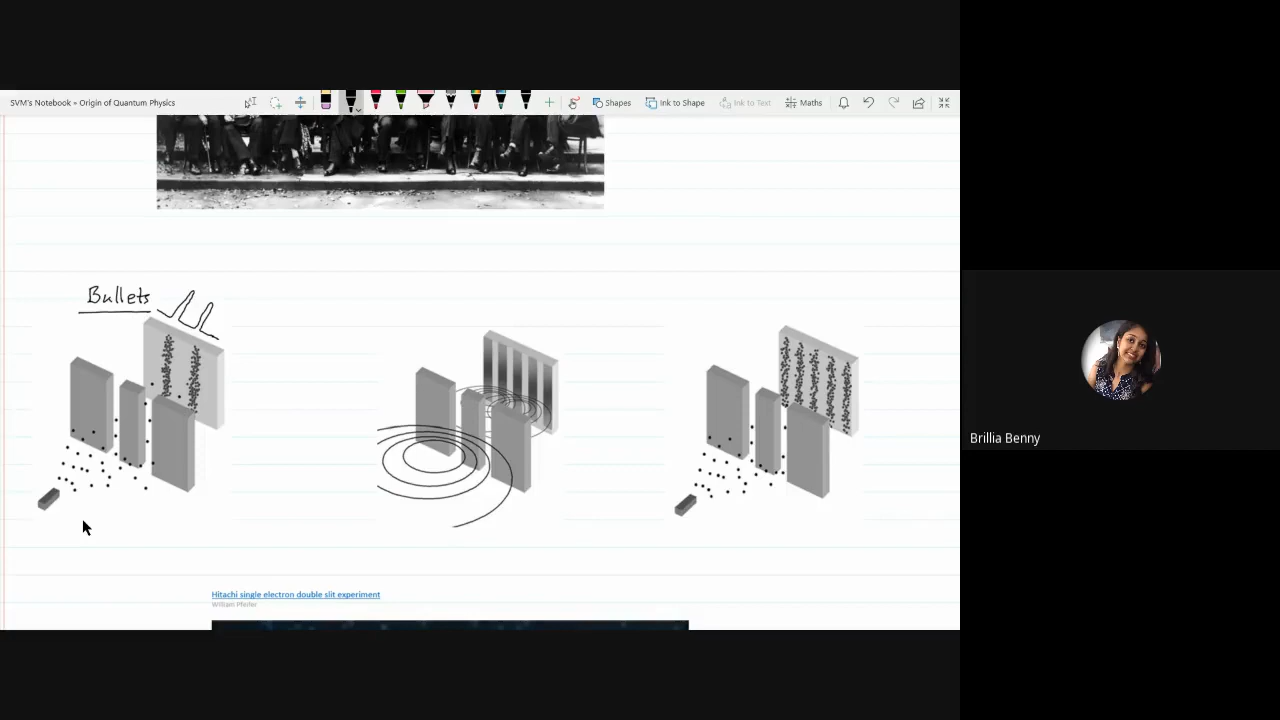 SVM's Notebook » Origin of Quantum Physics
Shapes
Ink to Shape
Ink to Text
Maths
Bullets
Brillia Benny
Hitachi single electron double slit experiment
William Pfeifer